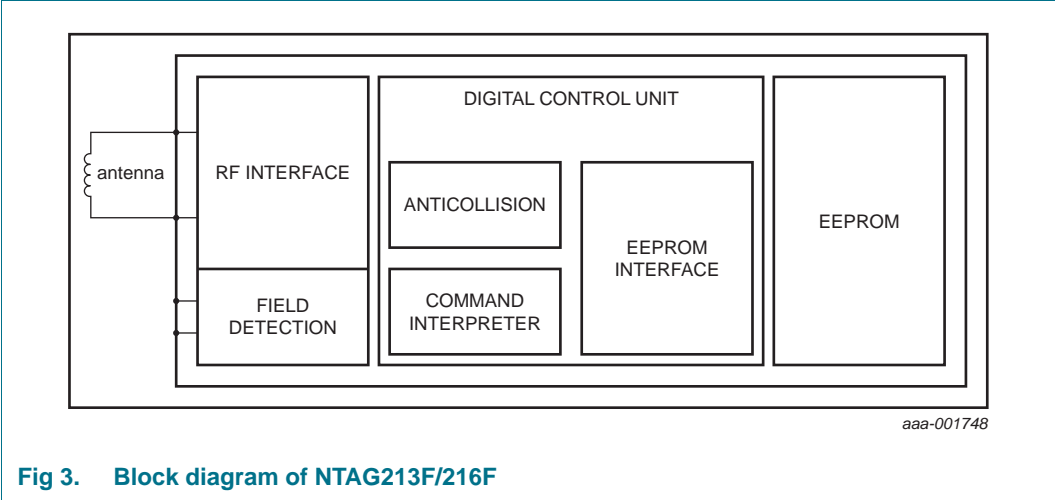 DIGITAL CONTROL UNIT
antenna
RF INTERFACE
ANTICOLLISION
EEPROM
INTERFACE
EEPROM
FIELD
DETECTION
COMMAND
INTERPRETER
aaa-001748
Fig 3. Block diagram of NTAG213F/216F